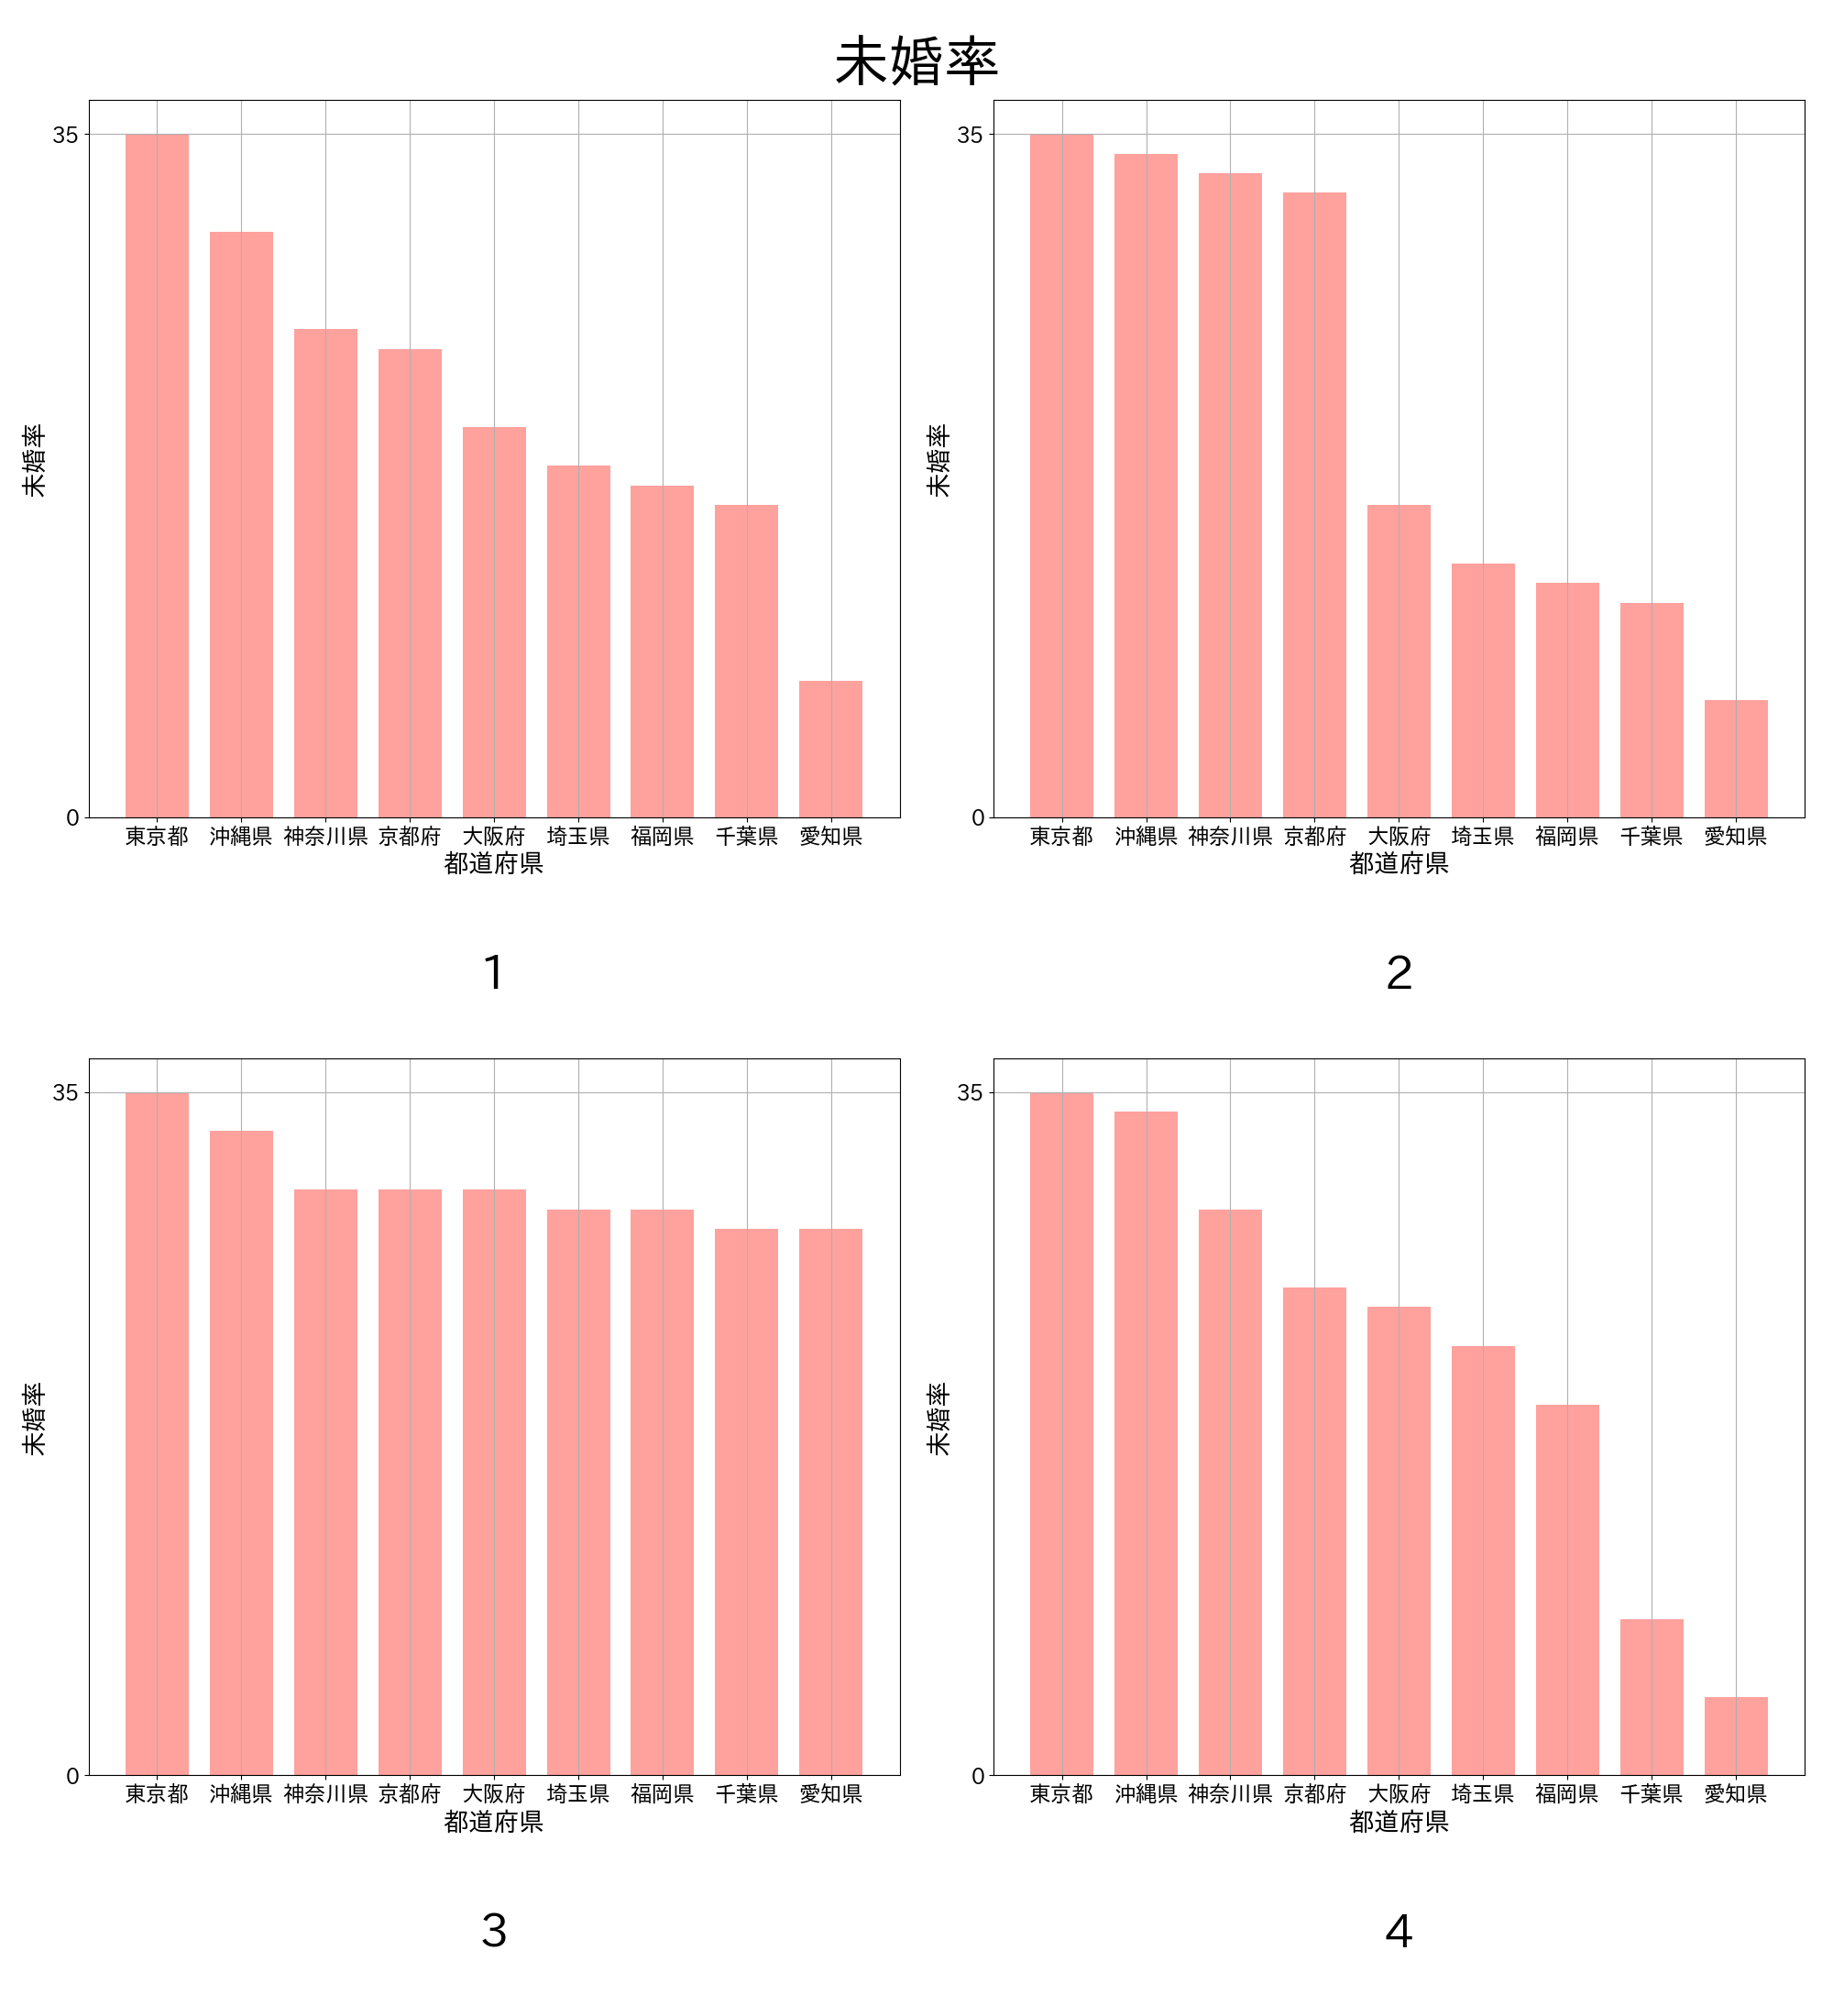 未婚率
35
0
未婚率
東京都 沖縄県 神奈川県 京都府 大阪府 埼玉県 福岡県 千葉県 愛知県
都道府県
1
35
0
未婚率
東京都 沖縄県 神奈川県 京都府 大阪府 埼玉県 福岡県 千葉県 愛知県
都道府県
2
35
0
未婚率
東京都 沖縄県 神奈川県 京都府 大阪府 埼玉県 福岡県 千葉県 愛知県
都道府県
3
35
0
未婚率
東京都 沖縄県 神奈川県 京都府 大阪府 埼玉県 福岡県 千葉県 愛知県
都道府県
4